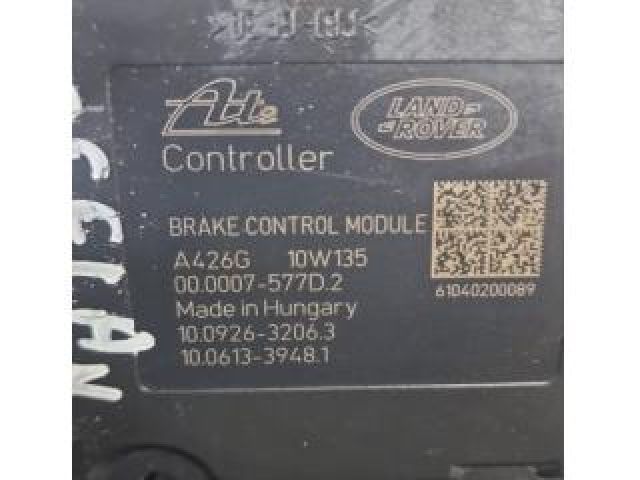 Ate
LAND-
-ROVER
Controller
BRAKE CONTROL MODULE
A426G 10W135
00.0007-577D.2
Made in Hungary
10.0926-3206.3
10.0613-3948.1
61040200089